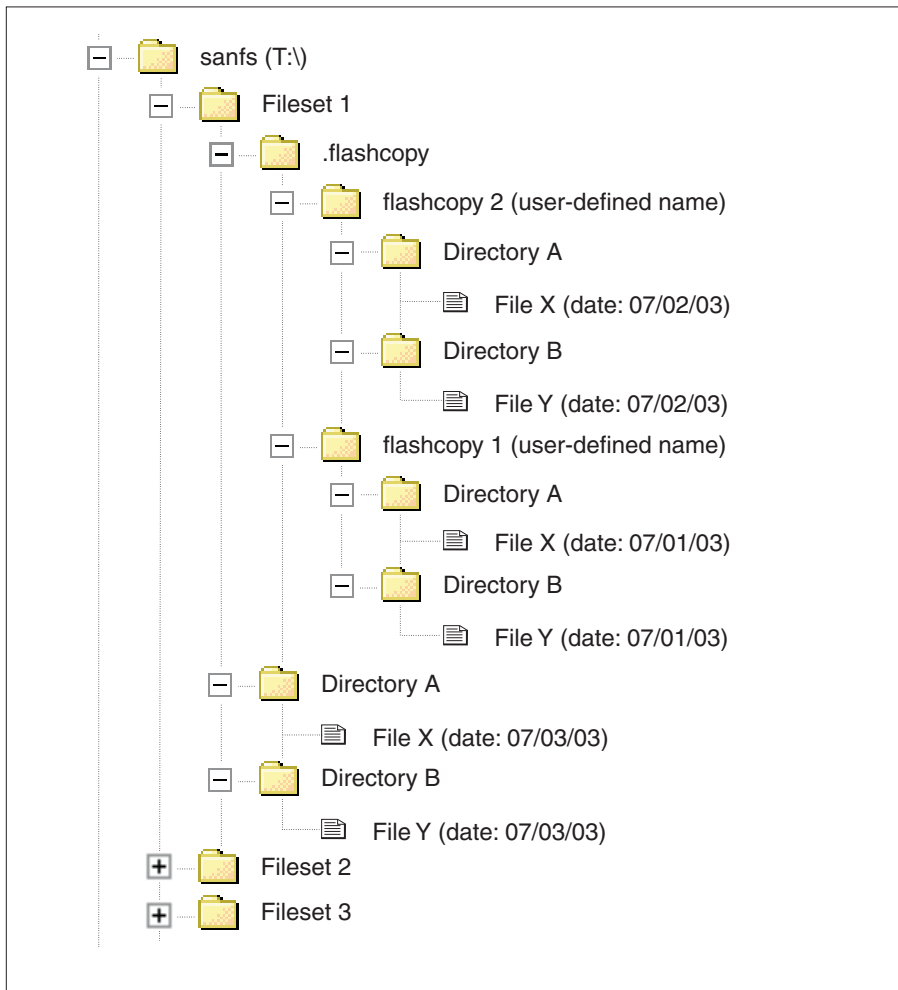 sanfs (T:\)
Fileset 1
.flashcopy
flashcopy 2 (user-defined name)
Directory A
File X (date: 07/02/03)
Directory B
File Y (date: 07/02/03)
flashcopy 1 (user-defined name)
Directory A
File X (date: 07/01/03)
Directory B
File Y (date: 07/01/03)
Directory A
File X (date: 07/03/03)
Directory B
File Y (date: 07/03/03)
Fileset 2
Fileset 3